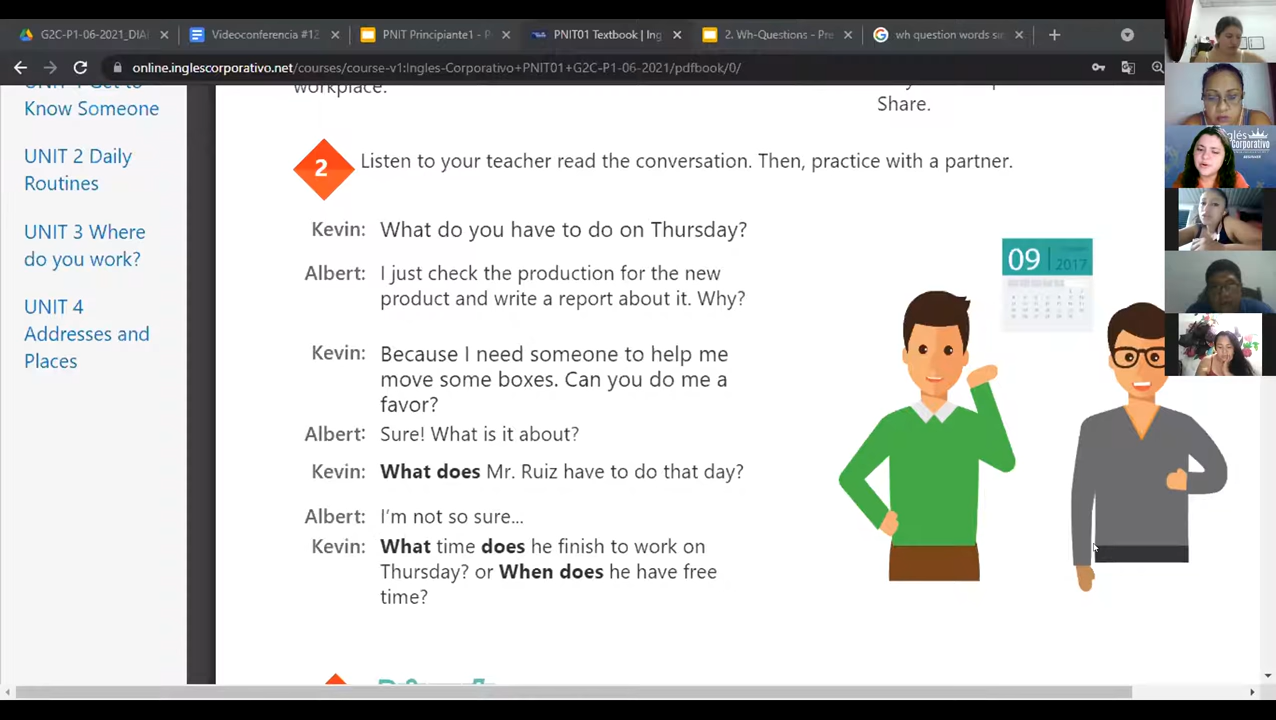 G2C-P1-06-2021_DIA
Videoconferencia #12
PNIT Principiante1 - P
PNIT01 Textbook | Ing
2. Wh-Questions - Pre
wh question words su
online.inglescorporativo.net/courses/course-v1:Ingles-Corporativo+PNIT01+G2C-P1-06-2021/pdfbook/0/
Know Someone
UNIT 2 Daily
Routines
UNIT 3 Where
do you work?
UNIT 4
Addresses and
Places
workplace.
Share.
2 Listen to your teacher read the conversation. Then, practice with a partner.
Kevin: What do you have to do on Thursday?
Albert: I just check the production for the new
product and write a report about it. Why?
Kevin: Because I need someone to help me
move some boxes. Can you do me a
favor?
Albert: Sure! What is it about?
Kevin: What does Mr. Ruiz have to do that day?
Albert: I'm not so sure...
Kevin: What time does he finish to work on
Thursday? or When does he have free
time?
09
2017